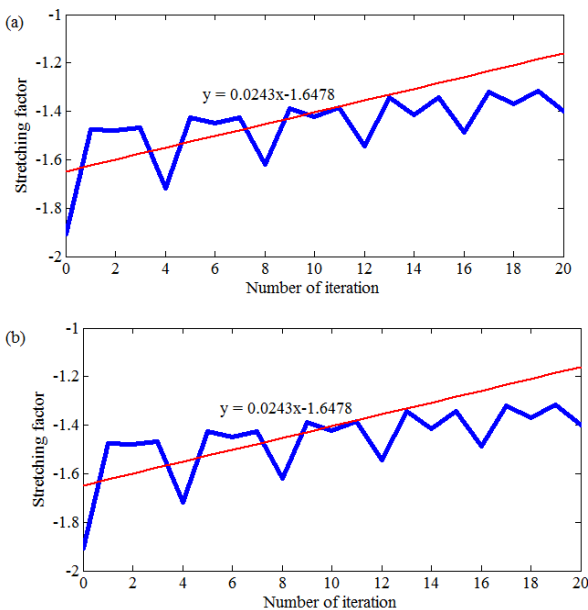 (a)
-1
-1.2
-1.4
-1.6
-1.8
-2
Stretching factor
y = 0.0243x-1.6478
0 2 4 6 8 10 12 14 16 18 20
Number of iteration
(b)
-1
-1.2
-1.4
-1.6
-1.8
-2
Stretching factor
y = 0.0243x-1.6478
0 2 4 6 8 10 12 14 16 18 20
Number of iteration